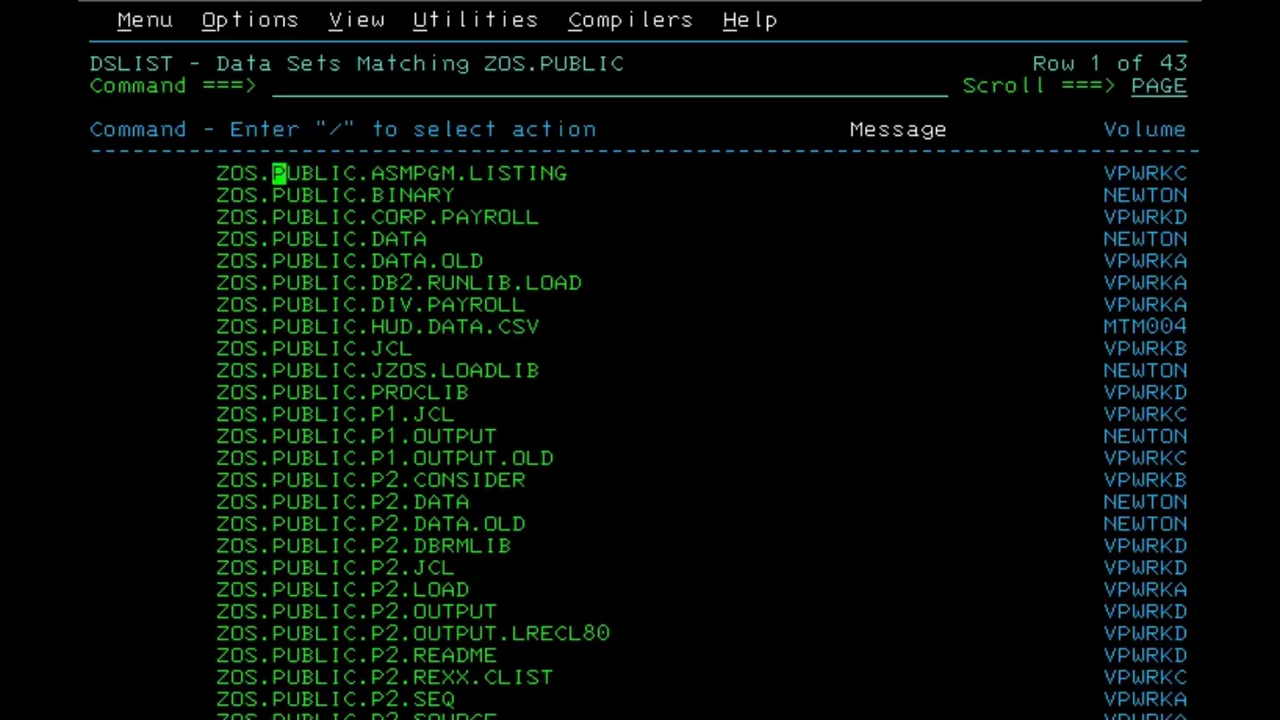 Menu Options View Utilities Compilers Help
DSLIST - Data Sets Matching ZOS.PUBLIC Row 1 of 43
Command ===> Scroll ===> PAGE
Command - Enter "/" to select action Message Volume
ZOS.PUBLIC.ASMPGM.LISTING VPWRKC
ZOS.PUBLIC.BINARY NEWTON
ZOS.PUBLIC.CORP.PAYROLL VPWRKD
ZOS.PUBLIC.DATA NEWTON
ZOS.PUBLIC.DATA.OLD VPWRKA
ZOS.PUBLIC.DB2.RUNLIB.LOAD VPWRKA
ZOS.PUBLIC.DIV.PAYROLL VPWRKA
ZOS.PUBLIC.HUD.DATA.CSV MTM004
ZOS.PUBLIC.JCL VPWRKB
ZOS.PUBLIC.JZOS.LOADLIB NEWTON
ZOS.PUBLIC.PROCLIB VPWRKD
ZOS.PUBLIC.P1.JCL VPWRKC
ZOS.PUBLIC.P1.OUTPUT NEWTON
ZOS.PUBLIC.P1.OUTPUT.OLD VPWRKC
ZOS.PUBLIC.P2.CONSIDER VPWRKB
ZOS.PUBLIC.P2.DATA NEWTON
ZOS.PUBLIC.P2.DATA.OLD NEWTON
ZOS.PUBLIC.P2.DBRMLIB VPWRKD
ZOS.PUBLIC.P2.JCL VPWRKD
ZOS.PUBLIC.P2.LOAD VPWRKA
ZOS.PUBLIC.P2.OUTPUT VPWRKD
ZOS.PUBLIC.P2.OUTPUT.LRECL80 VPWRKD
ZOS.PUBLIC.P2.README VPWRKD
ZOS.PUBLIC.P2.REXX.CLIST VPWRKC
ZOS.PUBLIC.P2.SEQ VPWRKA